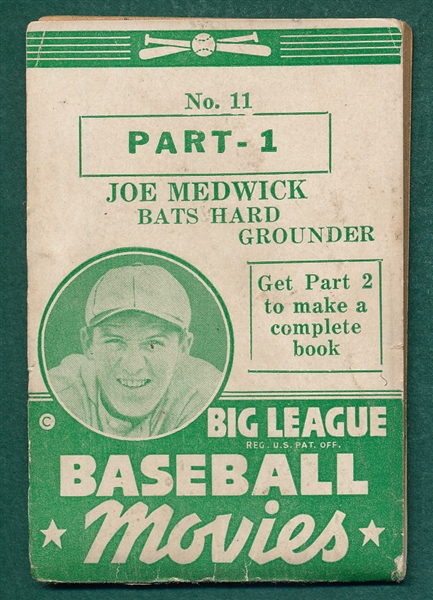 No. 11
PART-1
JOE MEDWICK
BATS HARD
GROUNDER
Get Part 2
to make a
complete
book
©
BIG LEAGUE
REG. U.S. PAT. OFF.
BASEBALL
Movies